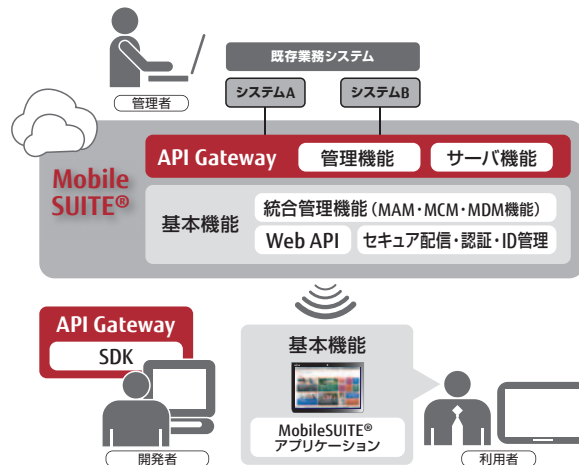 既存業務システム
システムA
システムB
管理者
Mobile
SUITE®
API Gateway
管理機能
サーバ機能
基本機能
統合管理機能(MAM・MCM・MDM機能)
Web API
セキュア配信・認証・ID管理
API Gateway
SDK
開発者
基本機能
MobileSUITE®
アプリケーション
利用者